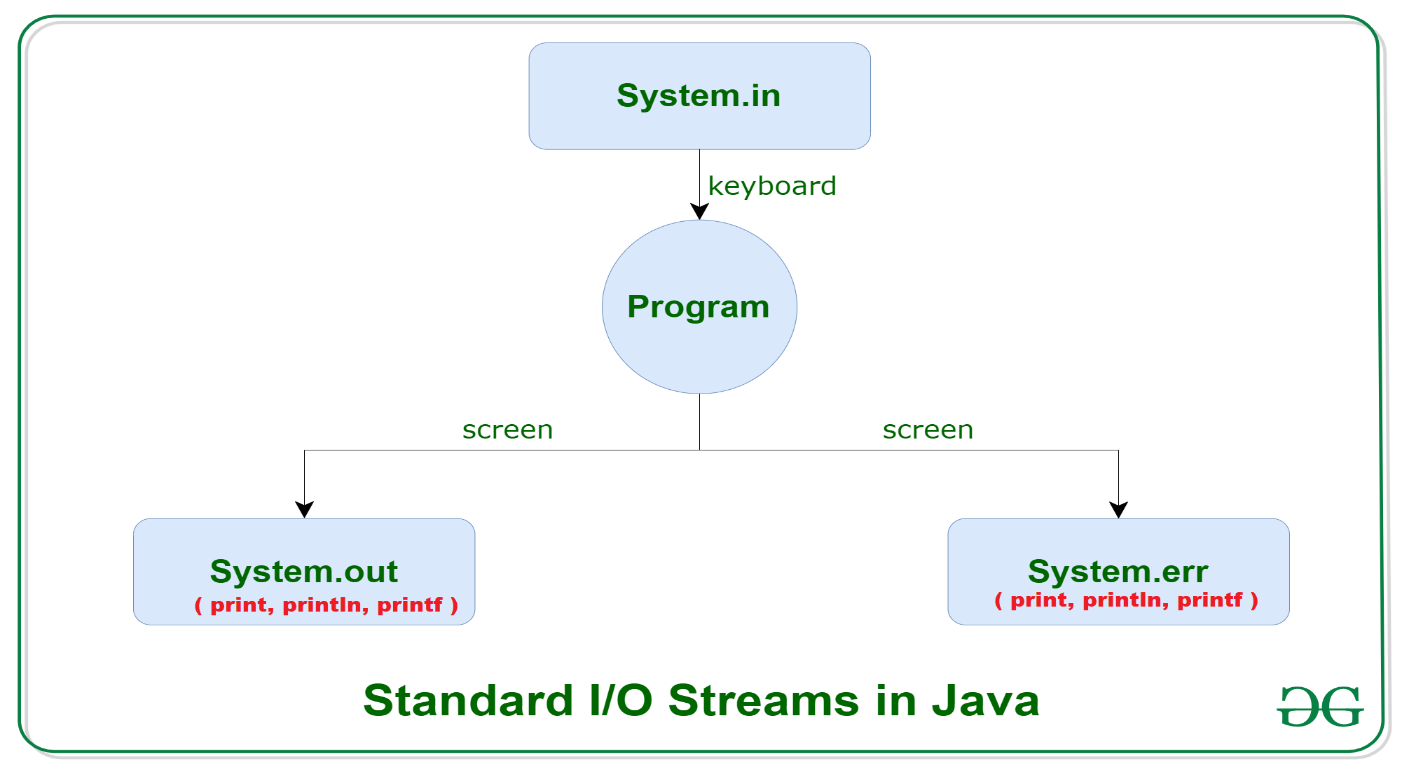 System.in
keyboard
Program
screen
screen
System.out
( print, println, printf )
System.err
( print, println, printf )
Standard I/O Streams in Java